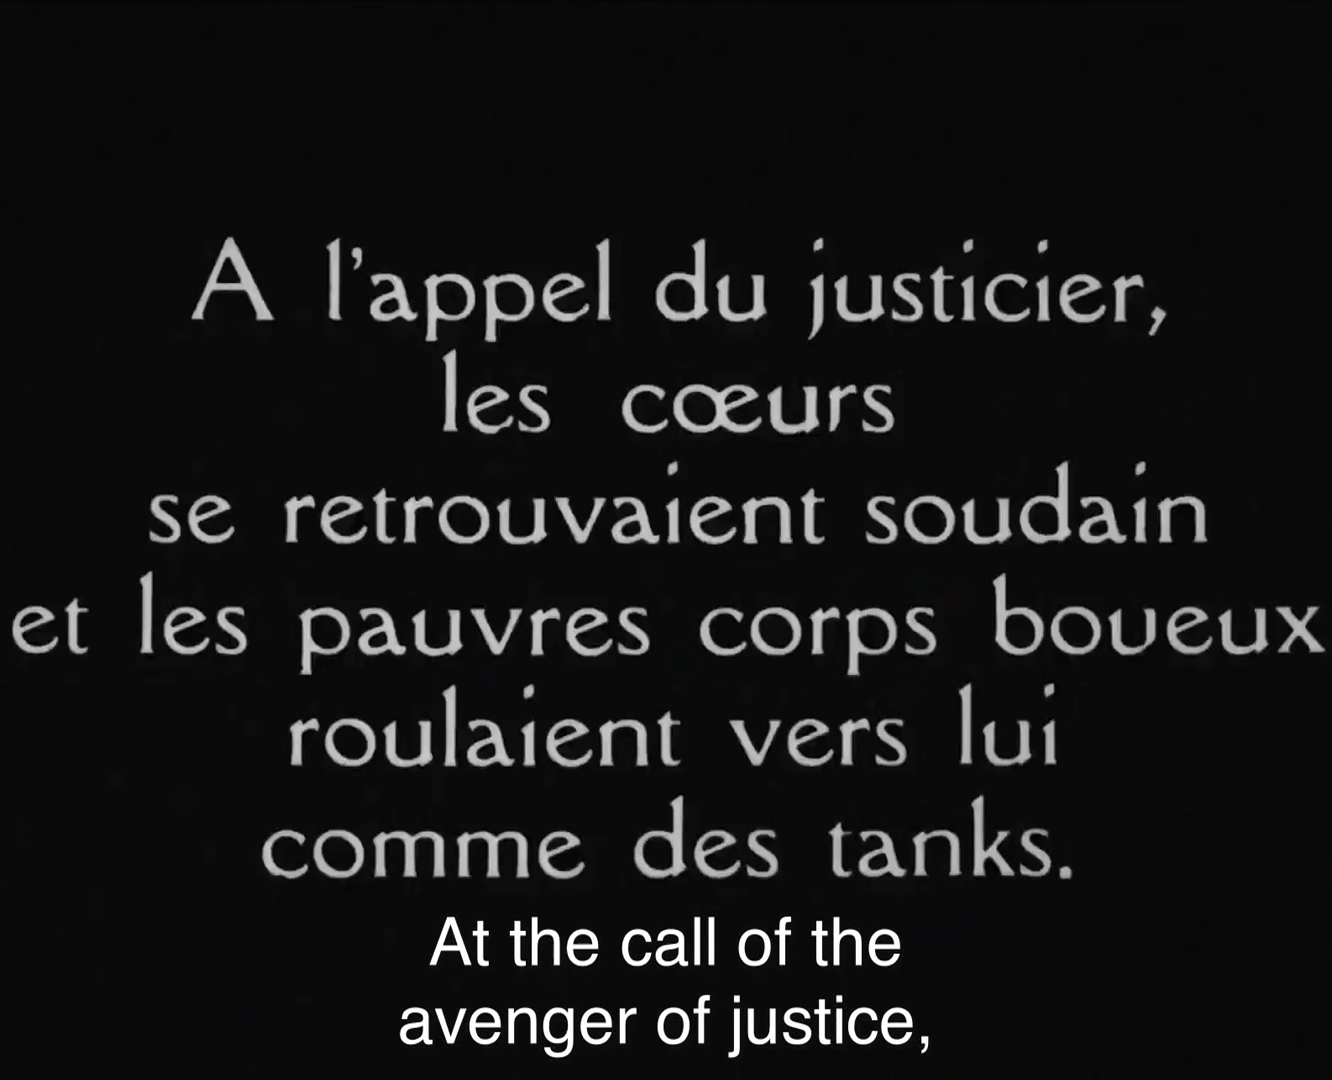 A l'appel du justicier,
les cœurs
se retrouvaient soudain
et les pauvres corps boueux
roulaient vers lui
comme des tanks.
At the call of the
avenger of justice,